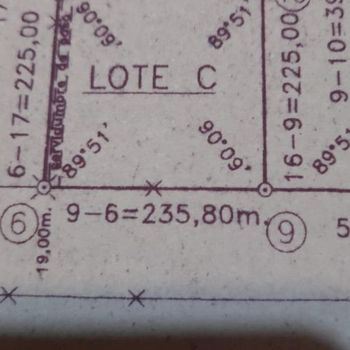 90°09'
89°51'
LOTE C
6-17=225,00
Servidumbre de paso
16-9=225,00
9-10=39
89°51'
90°09'
89°5
6
9-6=235,80m.
9
5
19,00m.